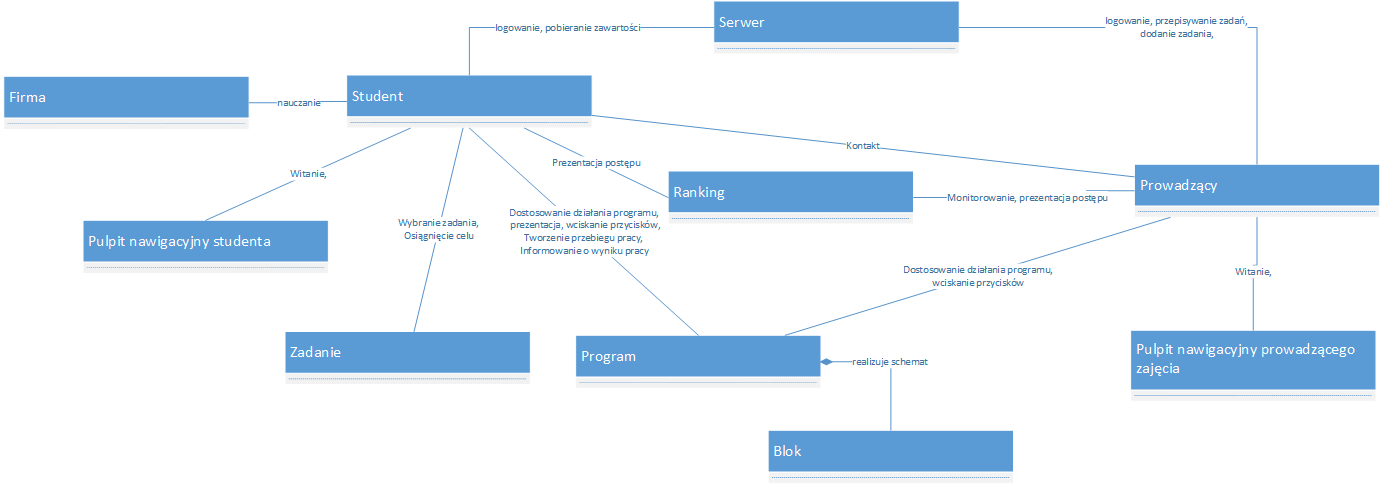 Serwer
logowanie, pobieranie zawartości
logowanie, przepisywanie zadań,
dodanie zadania,
Firma
nauczanie
Student
Kontakt
Witanie,
Prezentacja postępu
Ranking
Monitorowanie, prezentacja postępu
Prowadzący
Pulpit nawigacyjny studenta
Wybranie zadania,
Osiągnięcie celu
Dostosowanie działania programu,
prezentacja, wciskanie przycisków,
Tworzenie przebiegu pracy,
Informowanie o wyniku pracy
Dostosowanie działania programu,
wciskanie przycisków
Witanie,
Zadanie
Program
realizuje schemat
Pulpit nawigacyjny prowadzącego
zajęcia
Blok